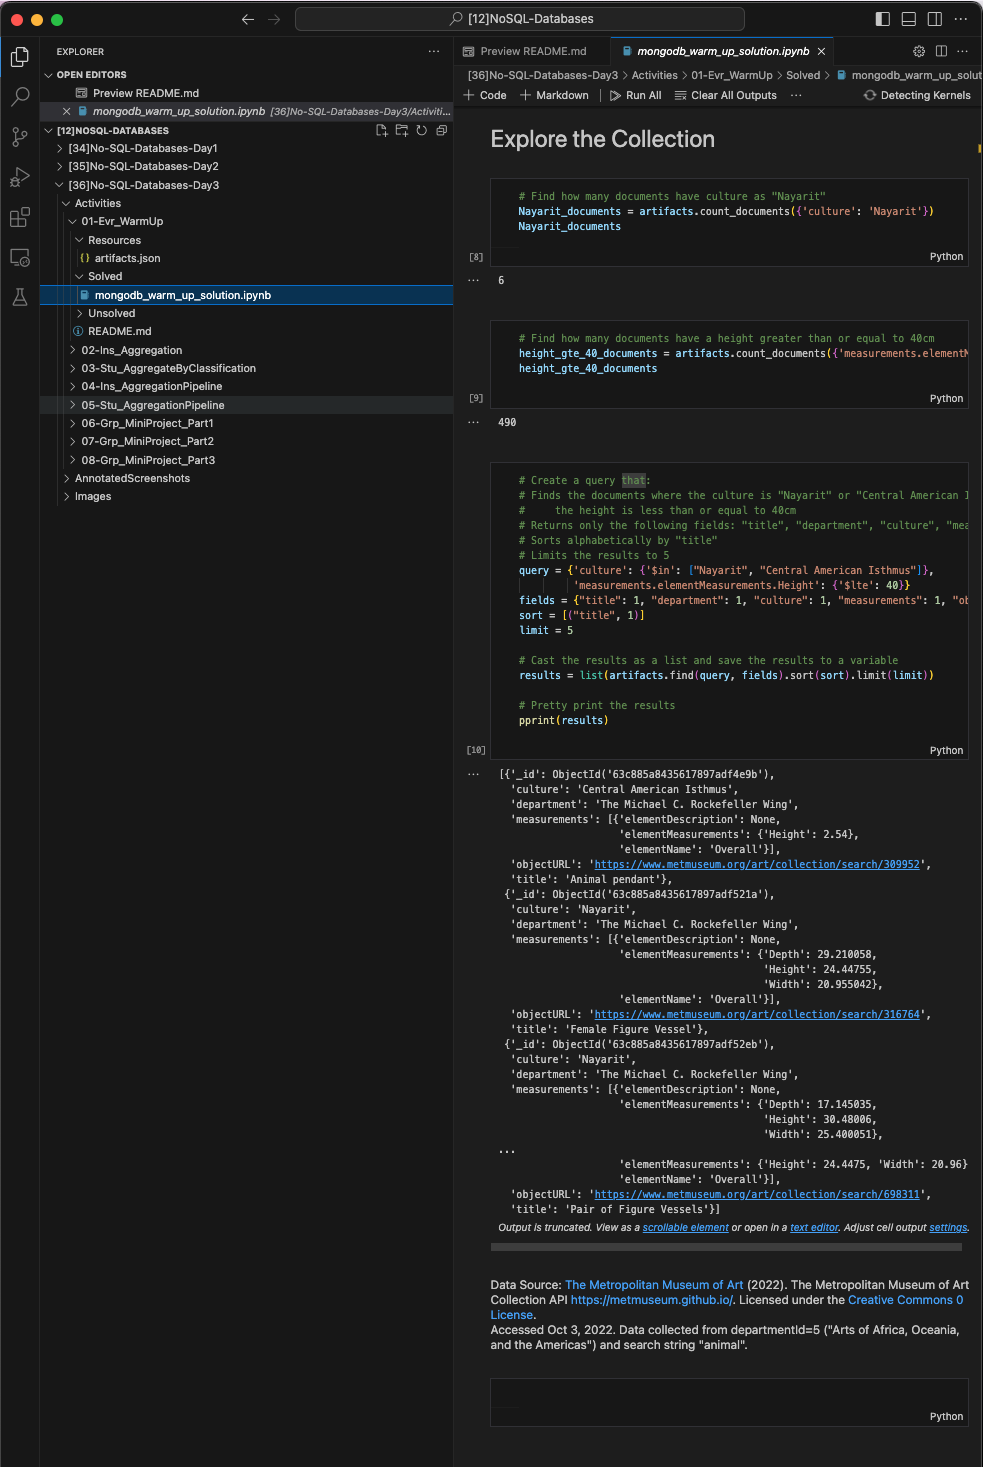 [12]NoSQL-Databases
EXPLORER
OPEN EDITORS
Preview README.md
mongodb_warm_up_solution.ipynb [36]No-SQL-Databases-Day3/Activiti...
[12]NOSQL-DATABASES
[34]No-SQL-Databases-Day1
[35]No-SQL-Databases-Day2
[36]No-SQL-Databases-Day3
Activities
01-Evr_WarmUp
Resources
{} artifacts.json
Solved
mongodb_warm_up_solution.ipynb
Unsolved
README.md
02-Ins_Aggregation
03-Stu_AggregateByClassification
04-Ins_AggregationPipeline
05-Stu_AggregationPipeline
06-Grp_MiniProject_Part1
07-Grp_MiniProject_Part2
08-Grp_MiniProject_Part3
AnnotatedScreenshots
Images
Preview README.md
mongodb_warm_up_solution.ipynb
[36]No-SQL-Databases-Day3 > Activities > 01-Evr_WarmUp > Solved > mongodb_warm_up_solut
+ Code + Markdown | Run All Clear All Outputs ... Detecting Kernels
Explore the Collection
# Find how many documents have culture as "Nayarit"
Nayarit_documents = artifacts.count_documents({'culture': 'Nayarit'})
Nayarit_documents
[8]
Python
... 6
# Find how many documents have a height greater than or equal to 40cm
height_gte_40_documents = artifacts.count_documents({'measurements.elementM
height_gte_40_documents
[9]
Python
... 490
# Create a query that:
# Finds the documents where the culture is "Nayarit" or "Central American I
#     the height is less than or equal to 40cm
# Returns only the following fields: "title", "department", "culture", "mea
# Sorts alphabetically by "title"
# Limits the results to 5
query = {'culture': {'$in': ["Nayarit", "Central American Isthmus"]},
'measurements.elementMeasurements.Height': {'$lte': 40}}
fields = {"title": 1, "department": 1, "culture": 1, "measurements": 1, "ob
sort = [("title", 1)]
limit = 5
# Cast the results as a list and save the results to a variable
results = list(artifacts.find(query, fields).sort(sort).limit(limit))
# Pretty print the results
pprint(results)
[10]
Python
... [{'_id': ObjectId('63c885a8435617897adf4e9b'),
'culture': 'Central American Isthmus',
'department': 'The Michael C. Rockefeller Wing',
'measurements': [{'elementDescription': None,
'elementMeasurements': {'Height': 2.54},
'elementName': 'Overall'}],
'objectURL': 'https://www.metmuseum.org/art/collection/search/309952',
'title': 'Animal pendant'},
{'_id': ObjectId('63c885a8435617897adf521a'),
'culture': 'Nayarit',
'department': 'The Michael C. Rockefeller Wing',
'measurements': [{'elementDescription': None,
'elementMeasurements': {'Depth': 29.210058,
'Height': 24.44755,
'Width': 20.955042},
'elementName': 'Overall'}],
'objectURL': 'https://www.metmuseum.org/art/collection/search/316764',
'title': 'Female Figure Vessel'},
{'_id': ObjectId('63c885a8435617897adf52eb'),
'culture': 'Nayarit',
'department': 'The Michael C. Rockefeller Wing',
'measurements': [{'elementDescription': None,
'elementMeasurements': {'Depth': 17.145035,
'Height': 30.48006,
'Width': 25.400051},
...
'elementMeasurements': {'Height': 24.4475, 'Width': 20.96}
'elementName': 'Overall'}],
'objectURL': 'https://www.metmuseum.org/art/collection/search/698311',
'title': 'Pair of Figure Vessels'}]
Output is truncated. View as a scrollable element or open in a text editor. Adjust cell output settings.
Data Source: The Metropolitan Museum of Art (2022). The Metropolitan Museum of Art
Collection API https://metmuseum.github.io/. Licensed under the Creative Commons 0
License.
Accessed Oct 3, 2022. Data collected from departmentId=5 ("Arts of Africa, Oceania,
and the Americas") and search string "animal".
Python